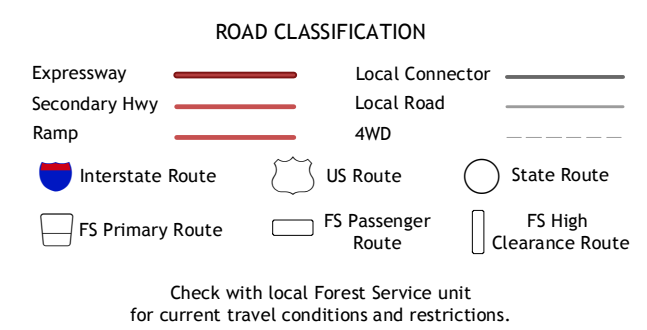 ROAD CLASSIFICATION
Expressway
Local Connector
Secondary Hwy
Local Road
Ramp
4WD
Interstate Route
US Route
State Route
FS Primary Route
FS Passenger
Route
FS High
Clearance Route
Check with local Forest Service unit
for current travel conditions and restrictions.